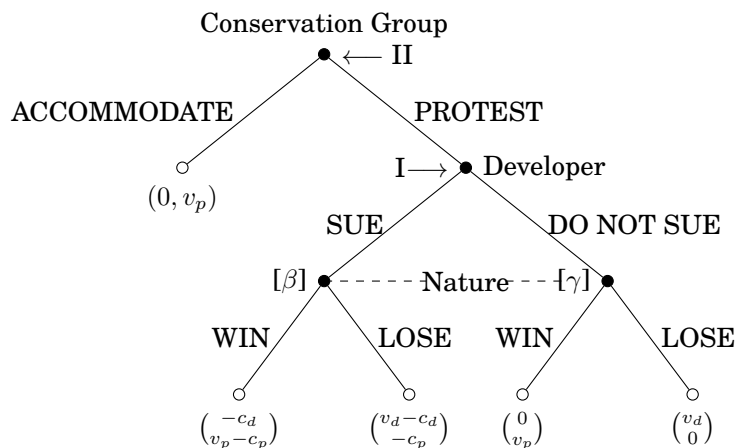 Conservation Group
II
ACCOMMODATE PROTEST
I Developer
(0, v_p)
SUE DO NOT SUE
[β] Nature [γ]
WIN LOSE WIN LOSE
(-c_d v_p-c_p) (v_d-c_d -c_p) (0 v_p) (v_d 0)